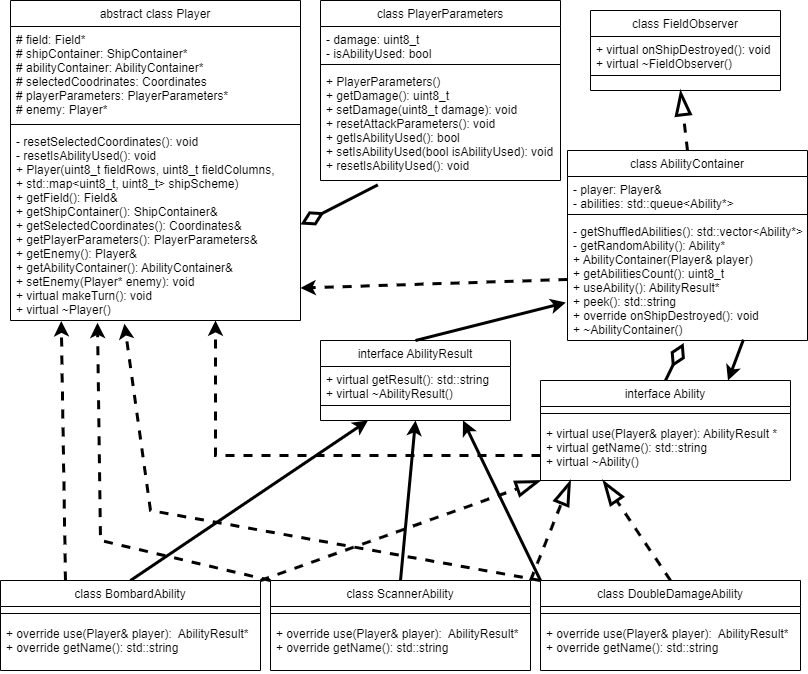 abstract class Player
# field: Field*
# shipContainer: ShipContainer*
# abilityContainer: AbilityContainer*
# selectedCoodrinates: Coordinates
# playerParameters: PlayerParameters*
# enemy: Player*
- resetSelectedCoordinates(): void
- resetIsAbilityUsed(): void
+ Player(uint8_t fieldRows, uint8_t fieldColumns,
+ std::map<uint8_t, uint8_t> shipScheme)
+ getField(): Field&
+ getShipContainer(): ShipContainer&
+ getSelectedCoordinates(): Coordinates&
+ getPlayerParameters(): PlayerParameters&
+ getEnemy(): Player&
+ getAbilityContainer(): AbilityContainer&
+ setEnemy(Player* enemy): void
+ virtual makeTurn(): void
+ virtual ~Player()
class PlayerParameters
- damage: uint8_t
- isAbilityUsed: bool
+ PlayerParameters()
+ getDamage(): uint8_t
+ setDamage(uint8_t damage): void
+ resetAttackParameters(): void
+ getIsAbilityUsed(): bool
+ setIsAbilityUsed(bool isAbilityUsed): void
+ resetIsAbilityUsed(): void
class FieldObserver
+ virtual onShipDestroyed(): void
+ virtual ~FieldObserver()
class AbilityContainer
- player: Player&
- abilities: std::queue<Ability*>
- getShuffledAbilities(): std::vector<Ability*>
- getRandomAbility(): Ability*
+ AbilityContainer(Player& player)
+ getAbilitiesCount(): uint8_t
+ useAbility(): AbilityResult*
+ peek(): std::string
+ override onShipDestroyed(): void
+ ~AbilityContainer()
interface AbilityResult
+ virtual getResult(): std::string
+ virtual ~AbilityResult()
interface Ability
+ virtual use(Player& player): AbilityResult *
+ virtual getName(): std::string
+ virtual ~Ability()
class BombardAbility
+ override use(Player& player): AbilityResult*
+ override getName(): std::string
class ScannerAbility
+ override use(Player& player): AbilityResult*
+ override getName(): std::string
class DoubleDamageAbility
+ override use(Player& player): AbilityResult*
+ override getName(): std::string